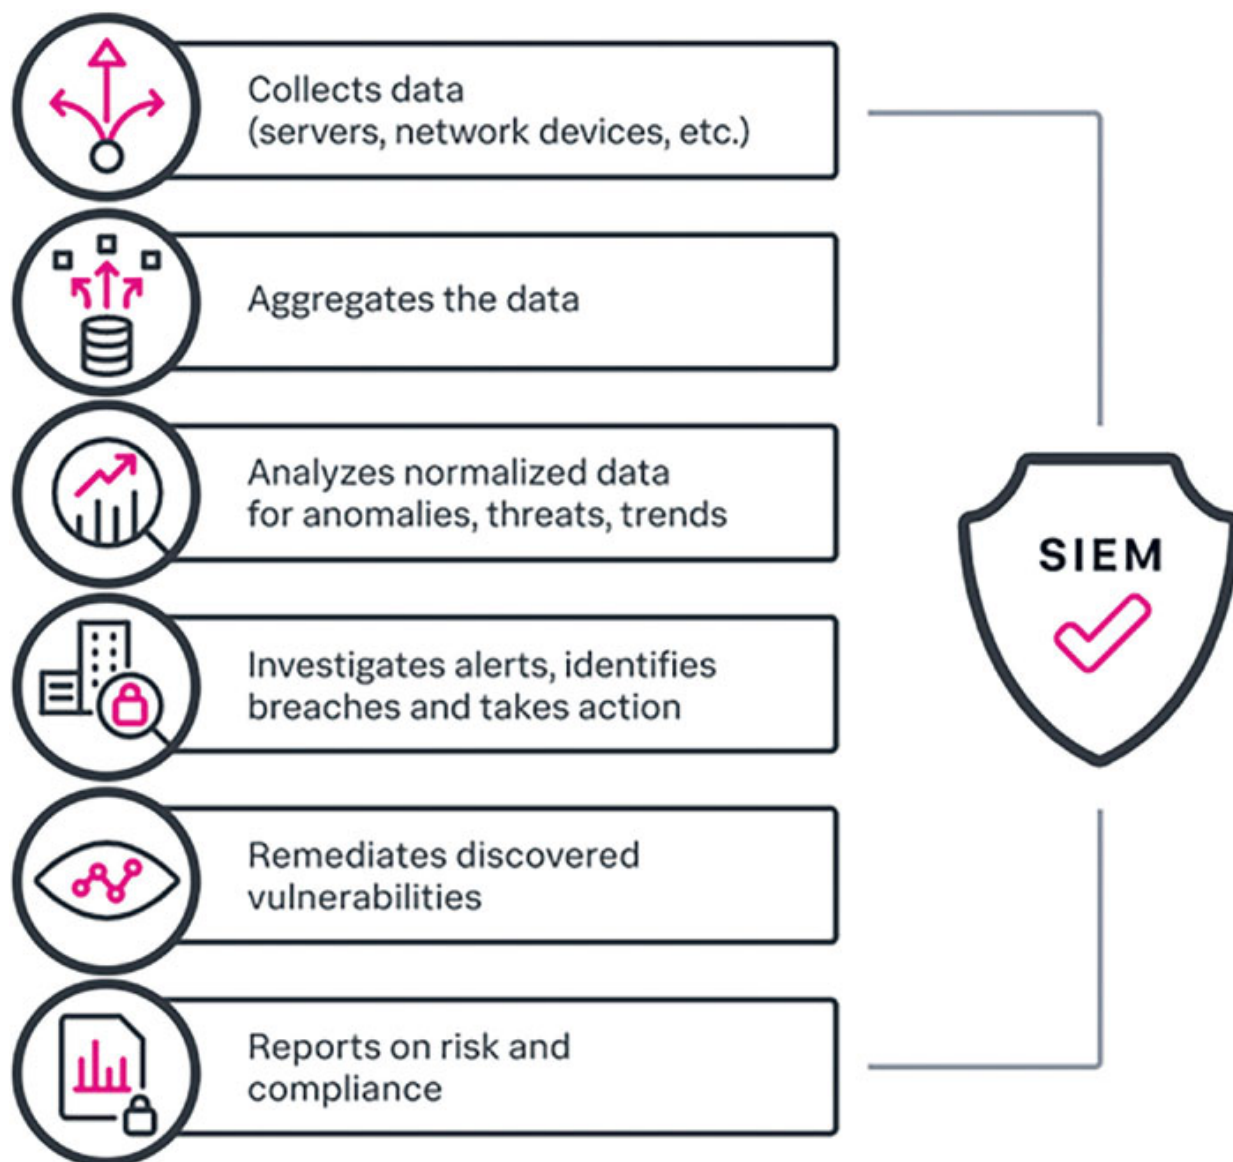 Collects data
(servers, network devices, etc.)
Aggregates the data
Analyzes normalized data
for anomalies, threats, trends
Investigates alerts, identifies
breaches and takes action
Remediates discovered
vulnerabilities
Reports on risk and
compliance
SIEM